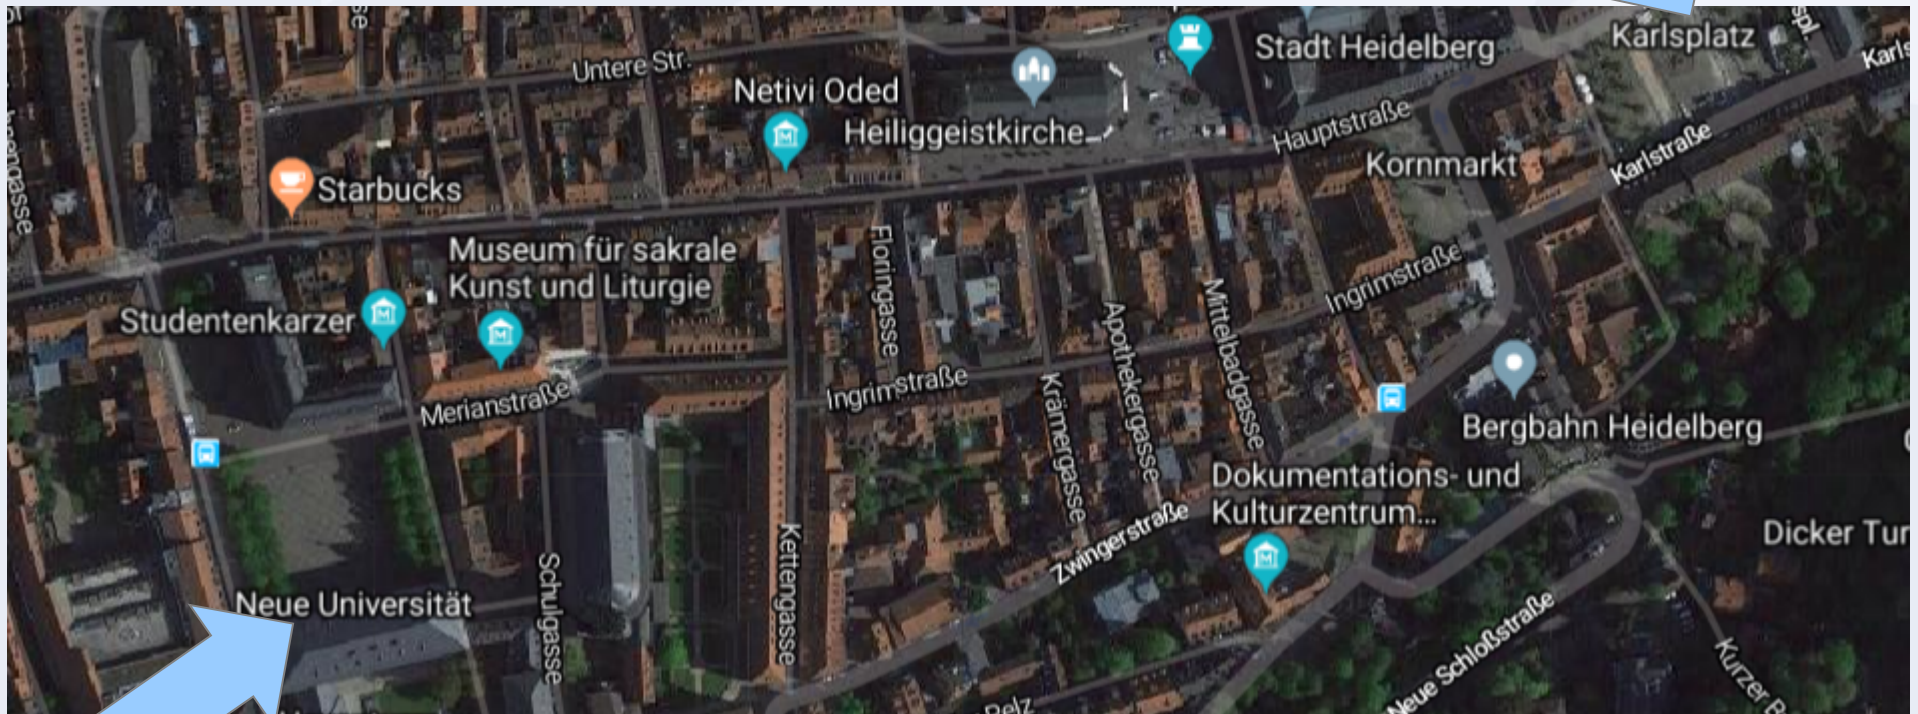 Untere Str.
Netivi Oded
Heiliggeistkirche
Stadt Heidelberg
Karlsplatz
Hauptstraße
Kornmarkt
Karlstraße
Starbucks
Museum für sakrale
Kunst und Liturgie
Studentenkarzer
Floringasse
Apothekergasse
Mittelbadgasse
Ingrimstraße
Merianstraße
Ingrimstraße
Krämergasse
Bergbahn Heidelberg
Dokumentations- und
Kulturzentrum...
Zwingerstraße
Dicker Tur
Neue Universität
Schulgasse
Kettengasse
Neue Schloßstraße
Kurzer B